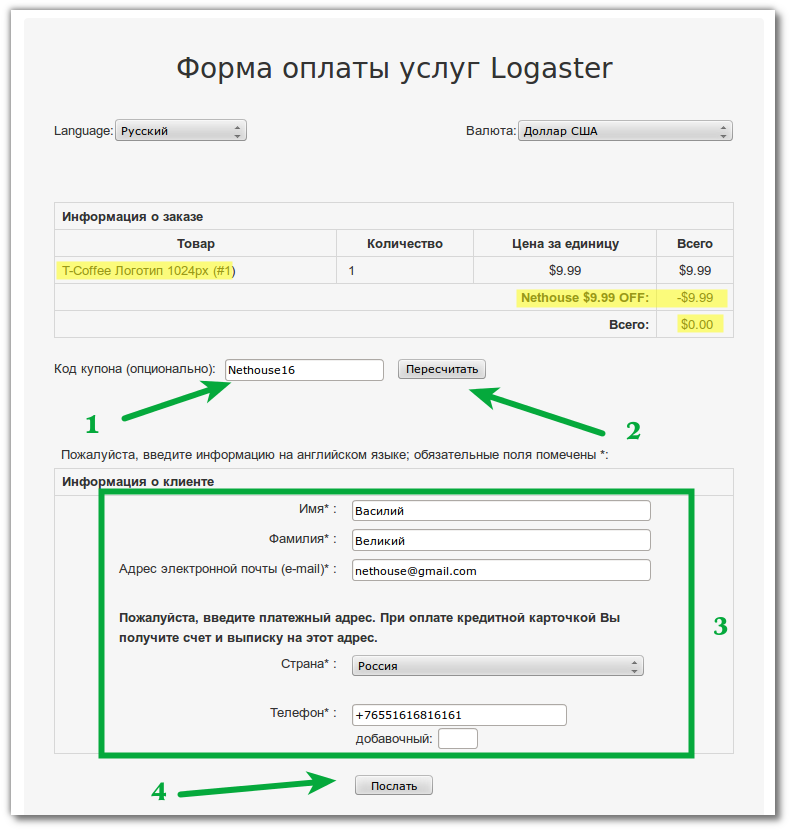 Форма оплаты услуг Logaster
Language: Русский Валюта: Доллар США
Информация о заказе
Товар Количество Цена за единицу Всего
T-Coffee Логотип 1024px (#1) 1 $9.99 $9.99
Nethouse $9.99 OFF: -$9.99
Всего: $0.00
Код купона (опционально): Nethouse16 Пересчитать
1 2
Пожалуйста, введите информацию на английском языке; обязательные поля помечены *:
Информация о клиенте
Имя* : Василий
Фамилия* : Великий
Адрес электронной почты (e-mail)* : nethouse@gmail.com
Пожалуйста, введите платежный адрес. При оплате кредитной карточкой Вы
получите счет и выписку на этот адрес.
3
Страна* : Россия
Телефон* : +76551616816161
добавочный:
4 Послать